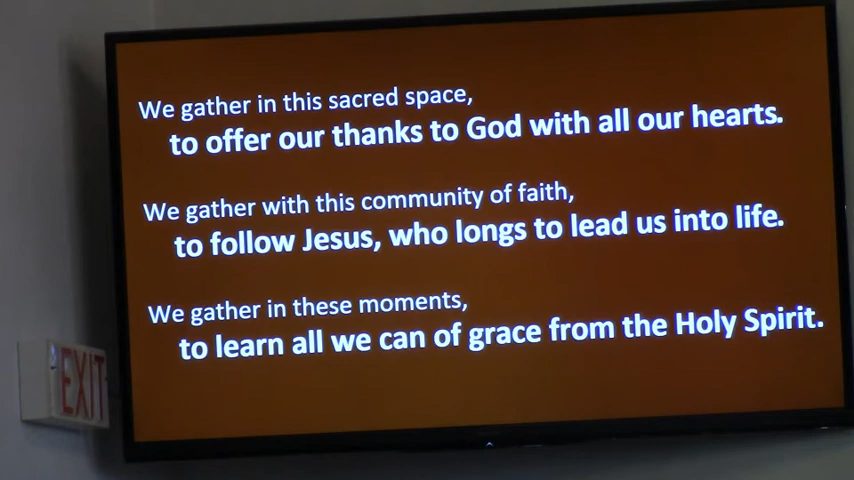 We gather in this sacred space,
to offer our thanks to God with all our hearts.
We gather with this community of faith,
to follow Jesus, who longs to lead us into life.
We gather in these moments,
to learn all we can of grace from the Holy Spirit.
EXIT